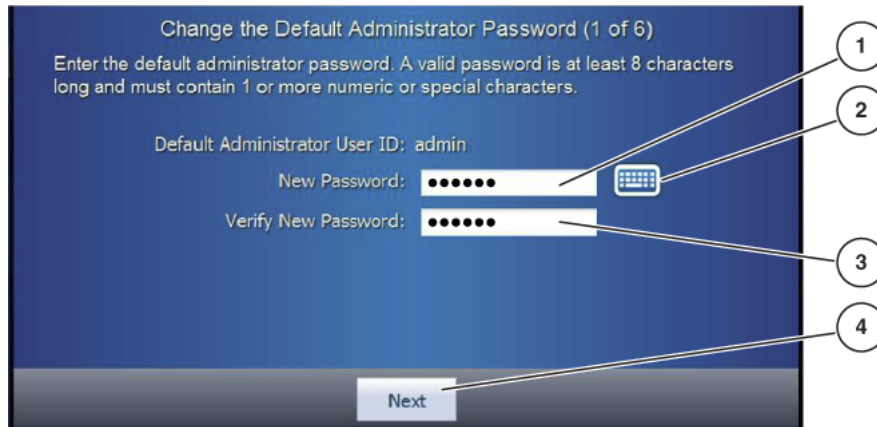 Change the Default Administrator Password (1 of 6)
Enter the default administrator password. A valid password is at least 8 characters
long and must contain 1 or more numeric or special characters.
Default Administrator User ID: admin
New Password: ••••••
Verify New Password: ••••••
Next
1
2
3
4